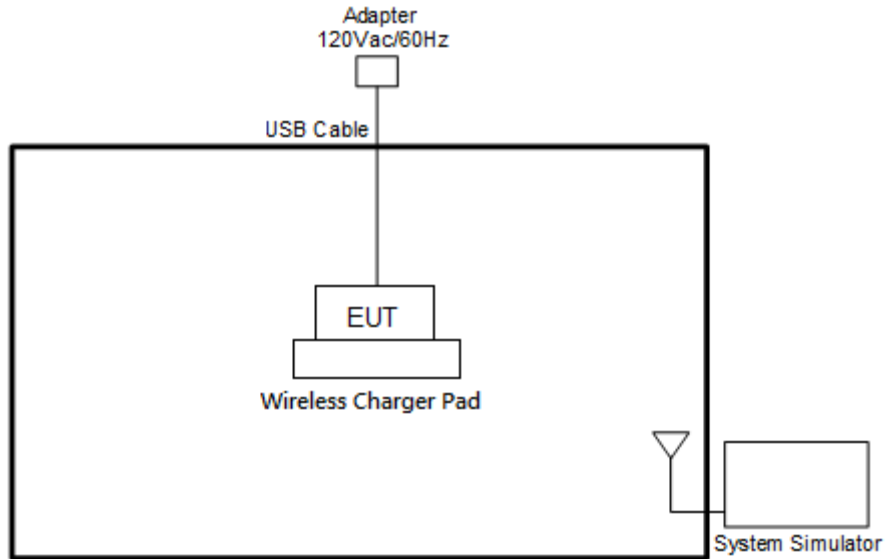 Adapter
120Vac/60Hz
USB Cable
EUT
Wireless Charger Pad
System Simulator